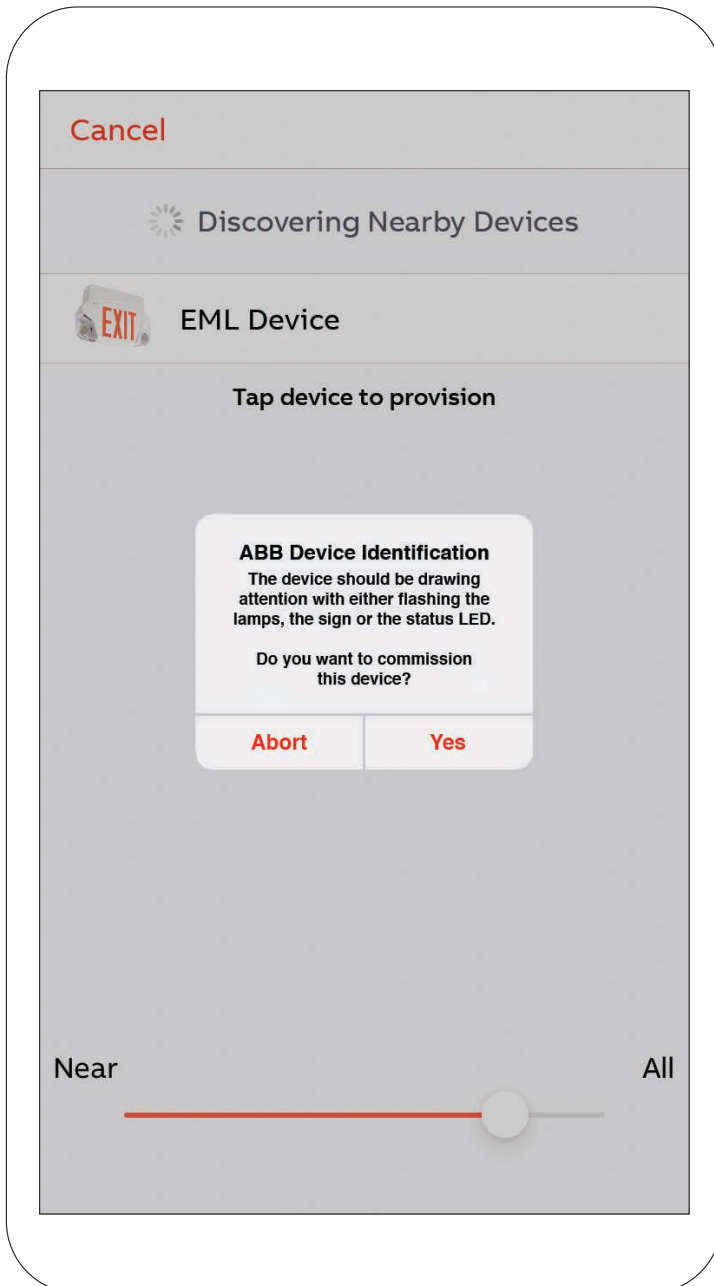 Cancel
Discovering Nearby Devices
EXIT
EML Device
Tap device to provision
ABB Device Identification
The device should be drawing
attention with either flashing the
lamps, the sign or the status LED.
Do you want to commission
this device?
Abort
Yes
Near
All